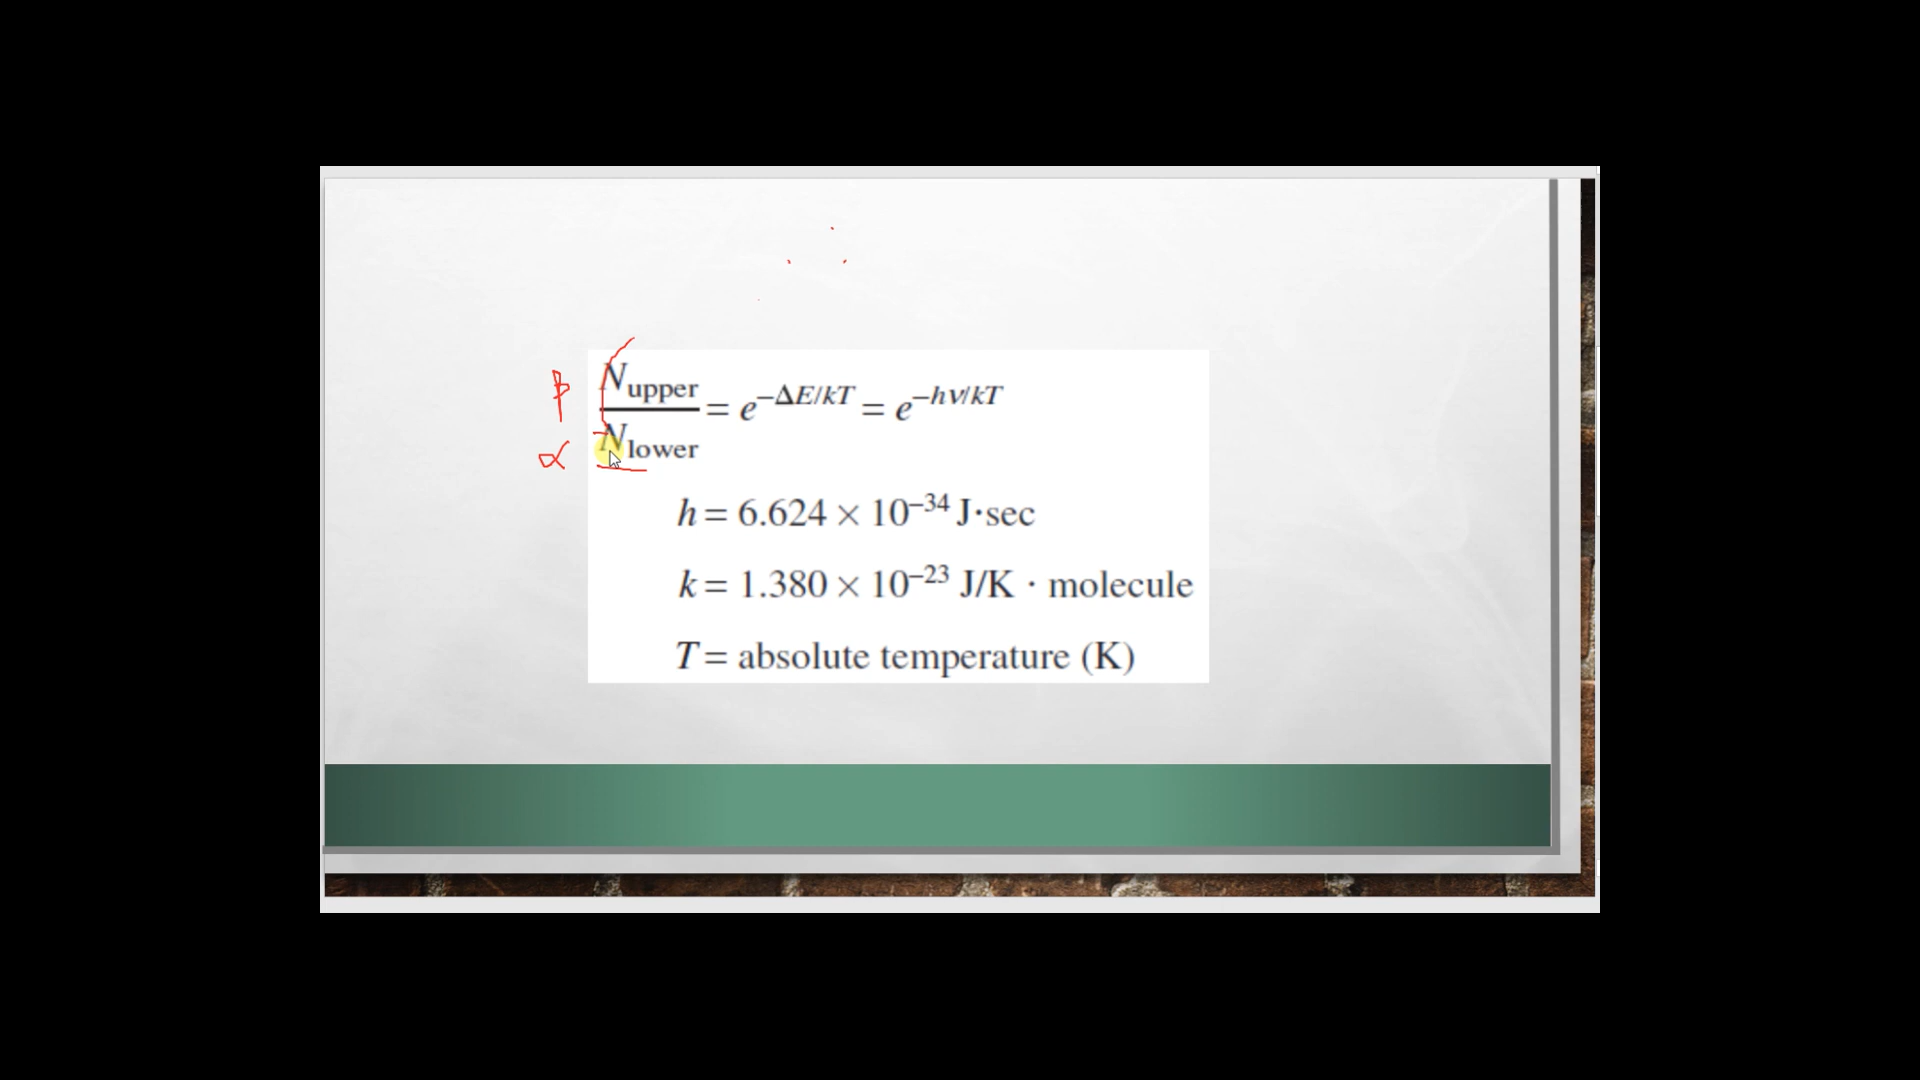 β N_upper
α N_lower = e^–ΔE/kT = e^–hν/kT
h = 6.624 × 10^–34 J·sec
k = 1.380 × 10^–23 J/K · molecule
T = absolute temperature (K)